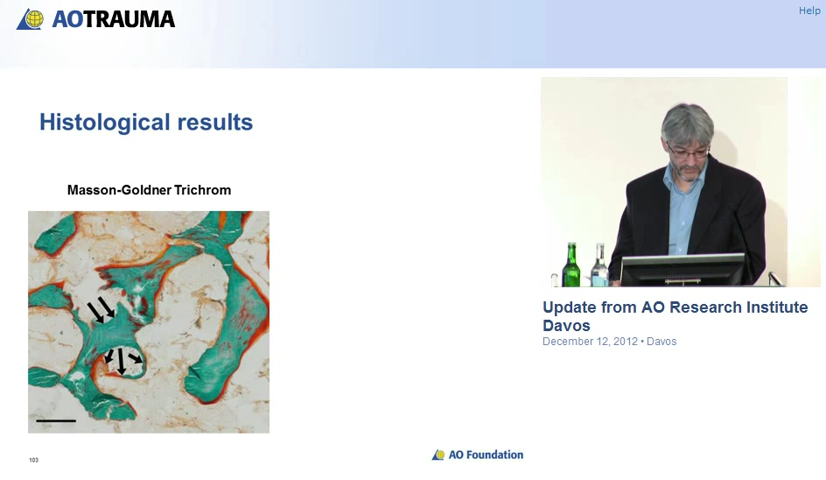 AOTRAUMA
Help
Histological results
Masson-Goldner Trichrom
Update from AO Research Institute
Davos
December 12, 2012 • Davos
103
AO Foundation